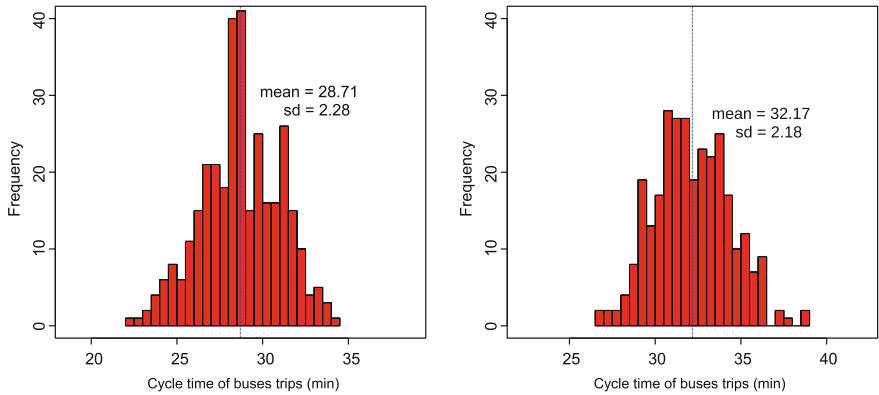 40
30
20
10
0
Frequency
mean = 28.71
sd = 2.28
20 25 30 35
Cycle time of buses trips (min)
40
30
20
10
0
Frequency
mean = 32.17
sd = 2.18
25 30 35 40
Cycle time of buses trips (min)